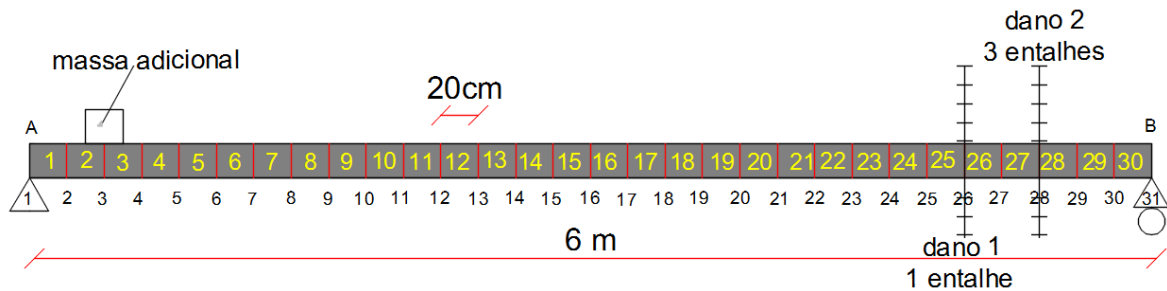 dano 2
3 entalhes
massa adicional
20cm
A
B
1 2 3 4 5 6 7 8 9 10 11 12 13 14 15 16 17 18 19 20 21 22 23 24 25 26 27 28 29 30
1 2 3 4 5 6 7 8 9 10 11 12 13 14 15 16 17 18 19 20 21 22 23 24 25 26 27 28 29 30 31
6 m
dano 1
1 entalhe